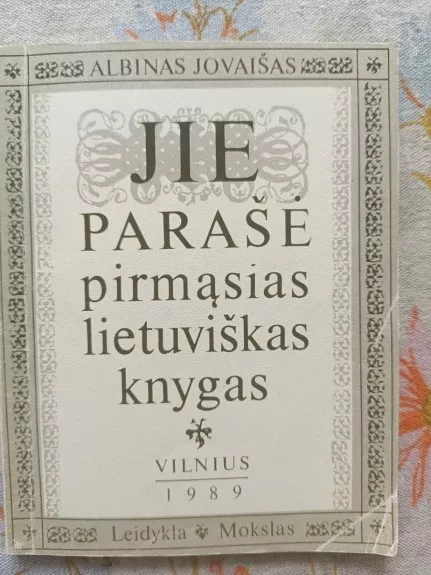 ALBINAS JOVAIŠAS
JIE
PARAŠĖ
pirmąsias
lietuviškas
knygas
VILNIUS
1989
Leidykla Mokslas